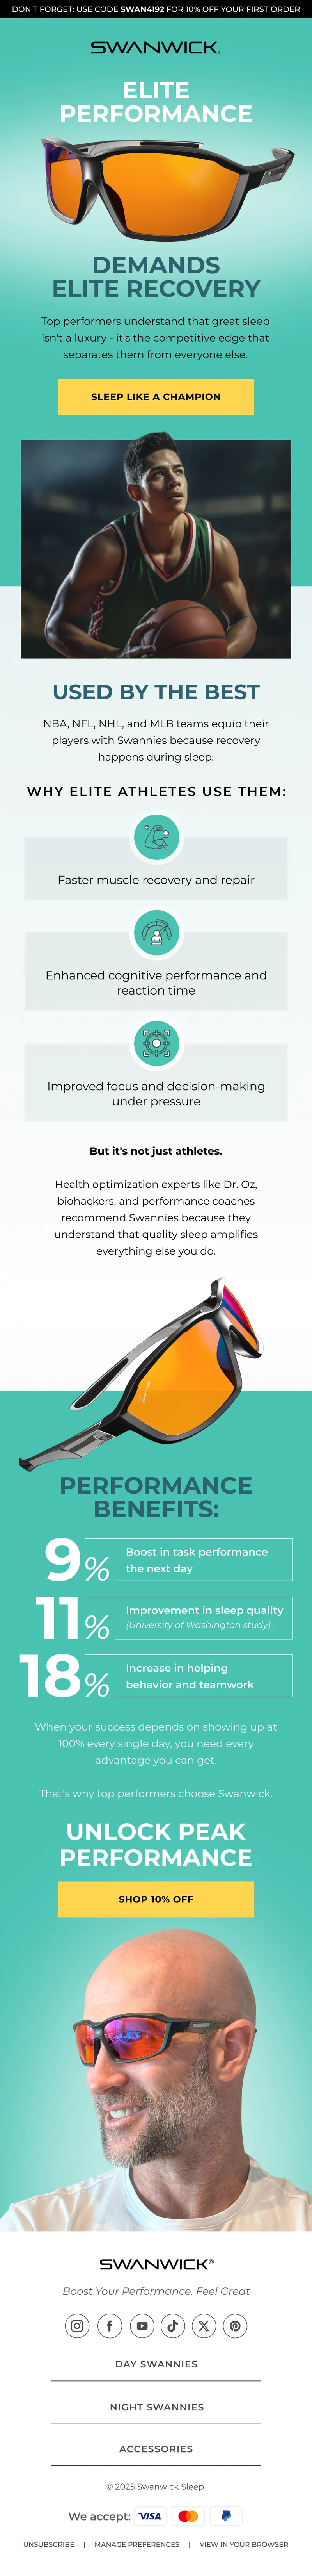 DON'T FORGET: USE CODE SWAN4192 FOR 10% OFF YOUR FIRST ORDER
SWANWICK.
ELITE
PERFORMANCE
DEMANDS
ELITE RECOVERY
Top performers understand that great sleep
isn't a luxury - it's the competitive edge that
separates them from everyone else.
SLEEP LIKE A CHAMPION
USED BY THE BEST
NBA, NFL, NHL, and MLB teams equip their
players with Swannies because recovery
happens during sleep.
WHY ELITE ATHLETES USE THEM:
Faster muscle recovery and repair
Enhanced cognitive performance and
reaction time
Improved focus and decision-making
under pressure
But it's not just athletes.
Health optimization experts like Dr. Oz,
biohackers, and performance coaches
recommend Swannies because they
understand that quality sleep amplifies
everything else you do.
PERFORMANCE
BENEFITS:
9%
Boost in task performance
the next day
11%
Improvement in sleep quality
(University of Washington study)
18%
Increase in helping
behavior and teamwork
When your success depends on showing up at
100% every single day, you need every
advantage you can get.
That's why top performers choose Swanwick.
UNLOCK PEAK
PERFORMANCE
SHOP 10% OFF
SWANWICK®
Boost Your Performance. Feel Great
DAY SWANNIES
NIGHT SWANNIES
ACCESSORIES
© 2025 Swanwick Sleep
We accept: VISA
UNSUBSCRIBE | MANAGE PREFERENCES | VIEW IN YOUR BROWSER